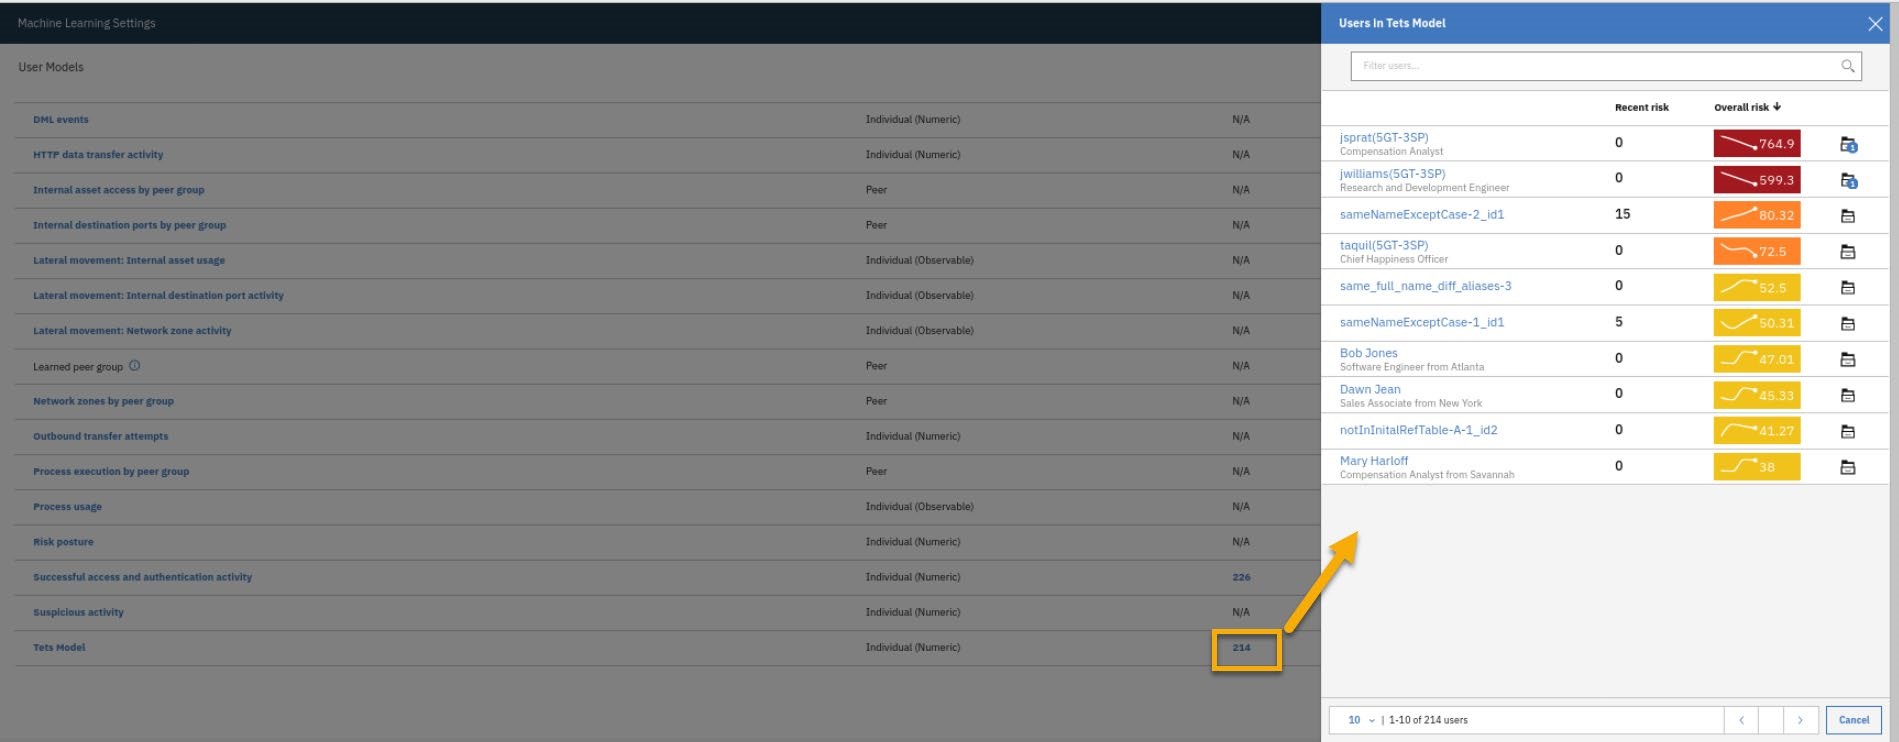 Machine Learning Settings
User Models
DML events Individual (Numeric) N/A
HTTP data transfer activity Individual (Numeric) N/A
Internal asset access by peer group Peer N/A
Internal destination ports by peer group Peer N/A
Lateral movement: Internal asset usage Individual (Observable) N/A
Lateral movement: Internal destination port activity Individual (Observable) N/A
Lateral movement: Network zone activity Individual (Observable) N/A
Learned peer group Peer N/A
Network zones by peer group Peer N/A
Outbound transfer attempts Individual (Numeric) N/A
Process execution by peer group Peer N/A
Process usage Individual (Observable) N/A
Risk posture Individual (Numeric) N/A
Successful access and authentication activity Individual (Numeric) 226
Suspicious activity Individual (Numeric) N/A
Tets Model Individual (Numeric) 214
Users in Tets Model
Filter users...
Recent risk Overall risk
jsprat(5GT-3SP) 0 764.9 1
Compensation Analyst
jwilliams(5GT-3SP) 0 599.3 1
Research and Development Engineer
sameNameExceptCase-2_id1 15 80.32
taquil(5GT-3SP) 0 72.5
Chief Happiness Officer
same_full_name_diff_aliases-3 0 52.5
sameNameExceptCase-1_id1 5 50.31
Bob Jones 0 47.01
Software Engineer from Atlanta
Dawn Jean 0 45.33
Sales Associate from New York
notInInitalRefTable-A-1_id2 0 41.27
Mary Harloff 0 38
Compensation Analyst from Savannah
10 | 1-10 of 214 users Cancel